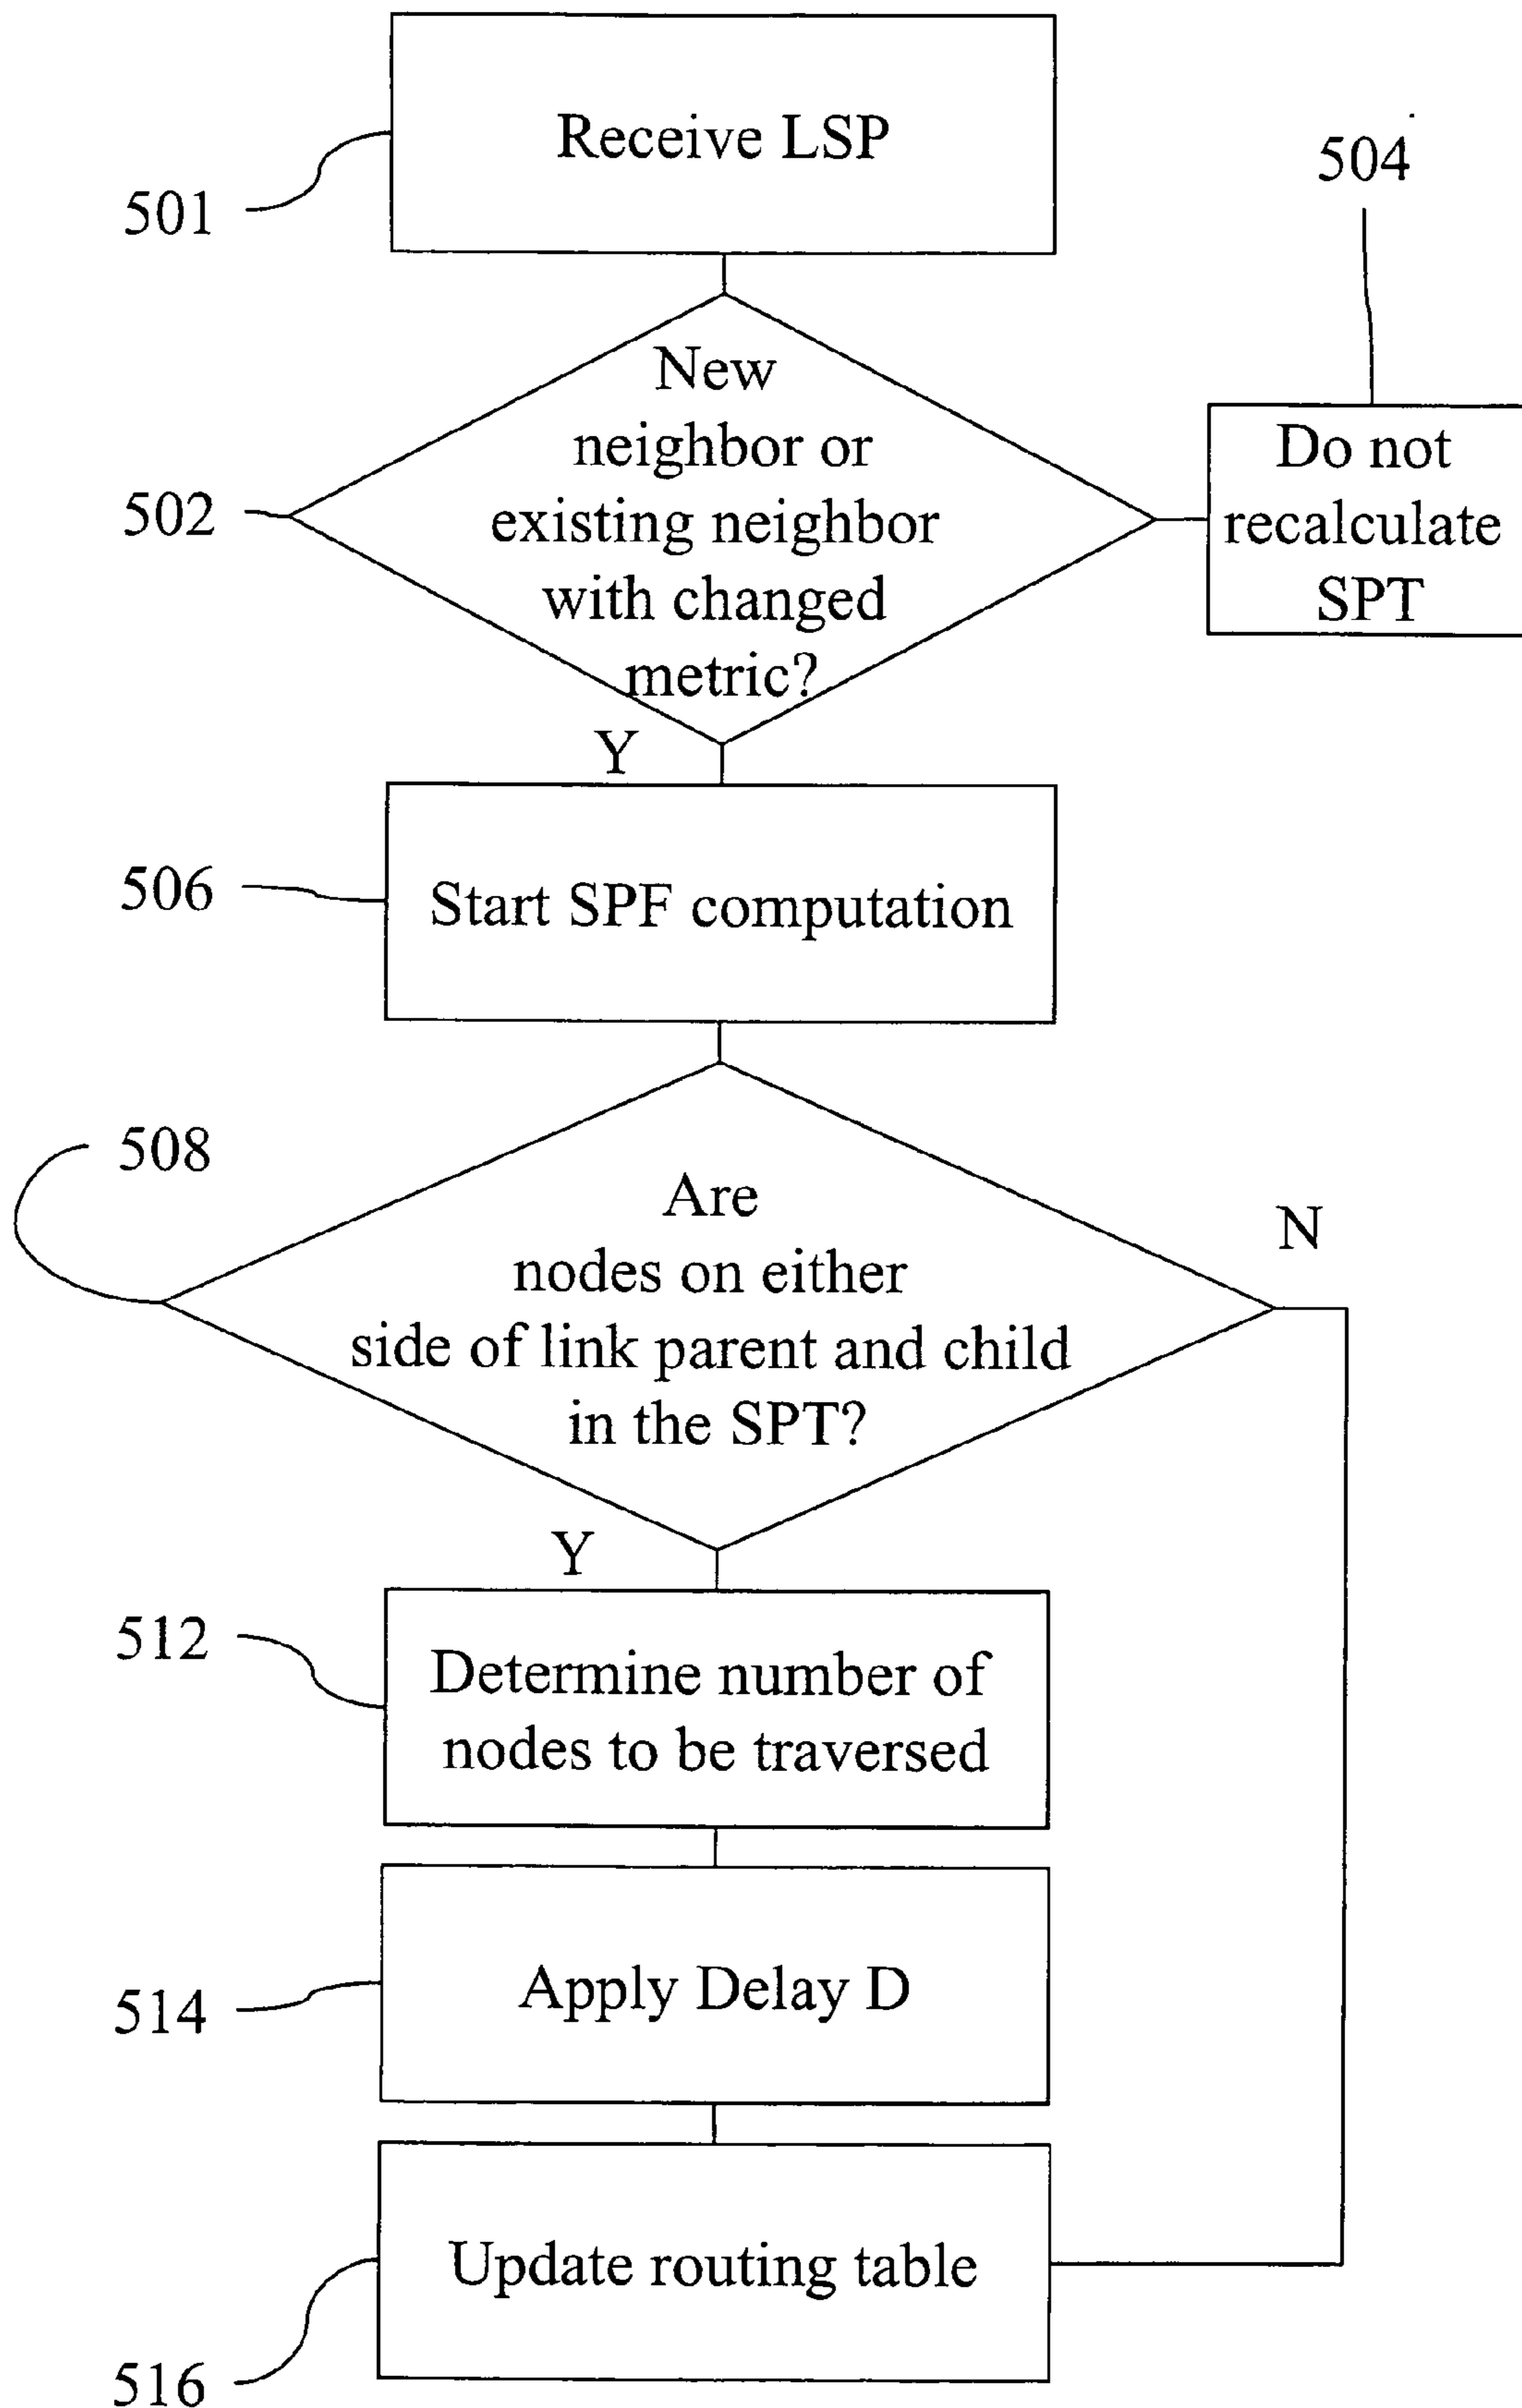 Receive LSP
501
504
New
neighbor or
existing neighbor
with changed
metric?
502
Do not
recalculate
SPT
Y
506
Start SPF computation
508
Are
nodes on either
side of link parent and child
in the SPT?
N
Y
512
Determine number of
nodes to be traversed
514
Apply Delay D
Update routing table
516